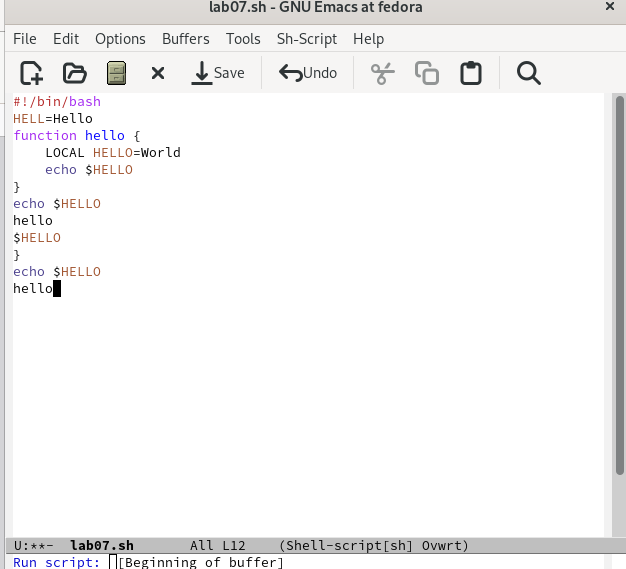 lab07.sh - GNU Emacs at fedora
File Edit Options Buffers Tools Sh-Script Help
Save Undo
#!/bin/bash
HELL=Hello
function hello {
    LOCAL HELLO=World
    echo $HELLO
}
echo $HELLO
hello
$HELLO
}
echo $HELLO
hello
U:**-  lab07.sh       All L12    (Shell-script[sh] Ovwrt)
Run script: [Beginning of buffer]